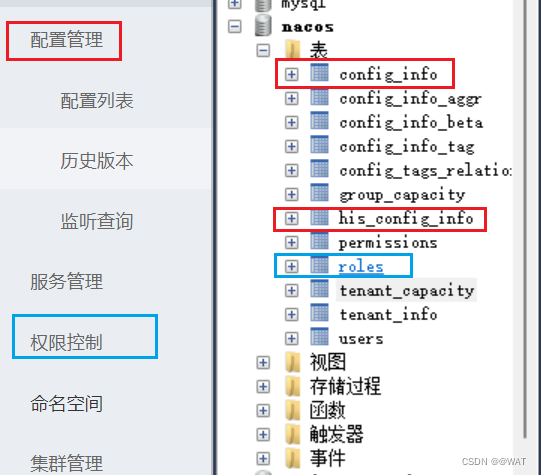 配置管理
配置列表
历史版本
监听查询
服务管理
权限控制
命名空间
集群管理
mysql
nacos
表
config_info
config_info_aggr
config_info_beta
config_info_tag
config_tags_relation
group_capacity
his_config_info
permissions
roles
tenant_capacity
tenant_info
users
视图
存储过程
函数
触发器
事件
CSDN @@WAT